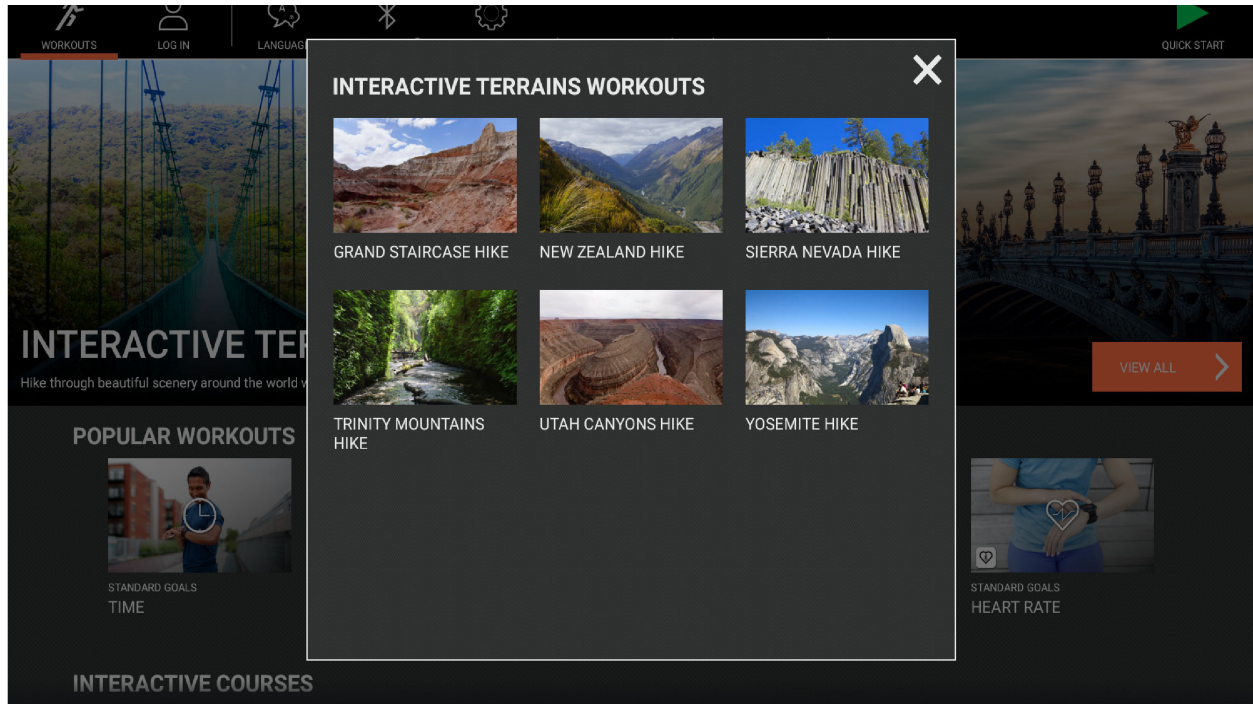 WORKOUTS
LOG IN
QUICK START
INTERACTIVE TERRAINS WORKOUTS
GRAND STAIRCASE HIKE
NEW ZEALAND HIKE
SIERRA NEVADA HIKE
TRINITY MOUNTAINS
HIKE
UTAH CANYONS HIKE
YOSEMITE HIKE
INTERACTIVE
Hike through beautiful scenery around the world
VIEW ALL
POPULAR WORKOUTS
STANDARD GOALS
TIME
STANDARD GOALS
HEART RATE
INTERACTIVE COURSES